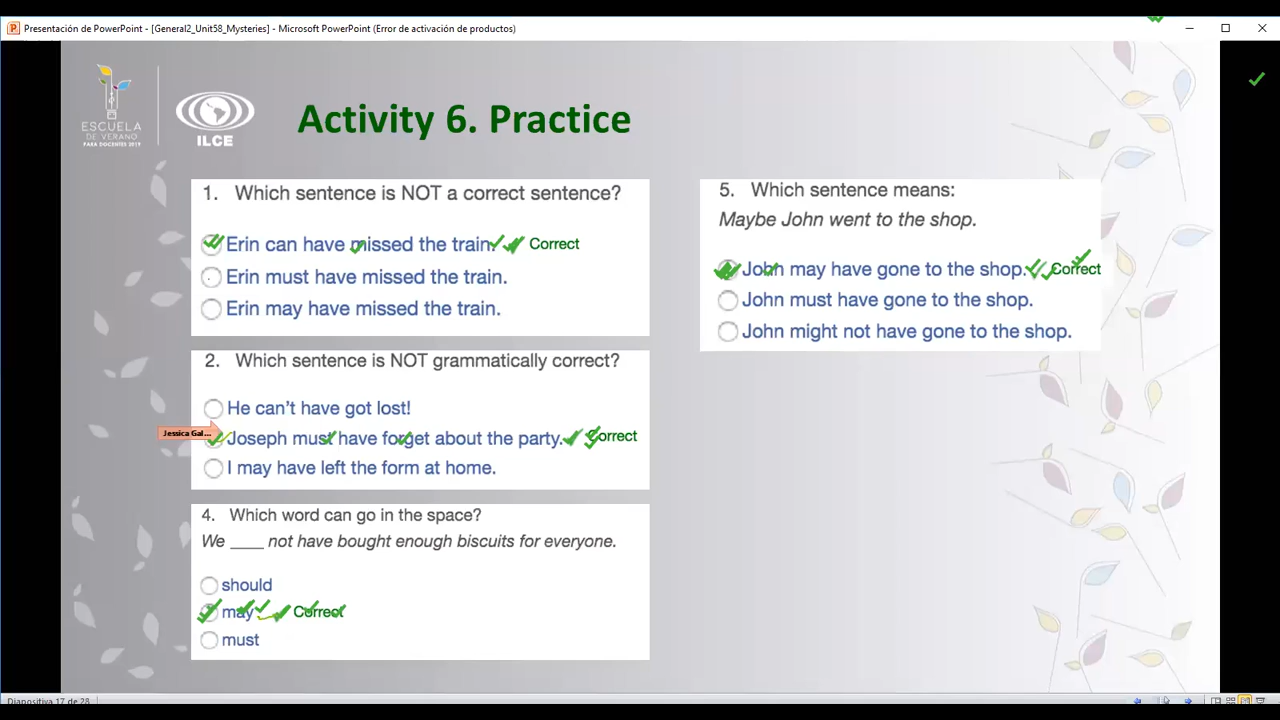 Presentación de PowerPoint - [General2_Unit58_Mysteries] - Microsoft PowerPoint (Error de activación de productos)
ESCUELA
DE VERANO
PARA DOCENTES 2019
ILCE
Activity 6. Practice
1. Which sentence is NOT a correct sentence?
Erin can have missed the train. Correct
Erin must have missed the train.
Erin may have missed the train.
2. Which sentence is NOT grammatically correct?
He can't have got lost!
Jessica Gal...
Joseph must have forget about the party. Correct
I may have left the form at home.
4. Which word can go in the space?
We ____ not have bought enough biscuits for everyone.
should
may Correct
must
5. Which sentence means:
Maybe John went to the shop.
John may have gone to the shop. Correct
John must have gone to the shop.
John might not have gone to the shop.
Diapositiva 17 de 28